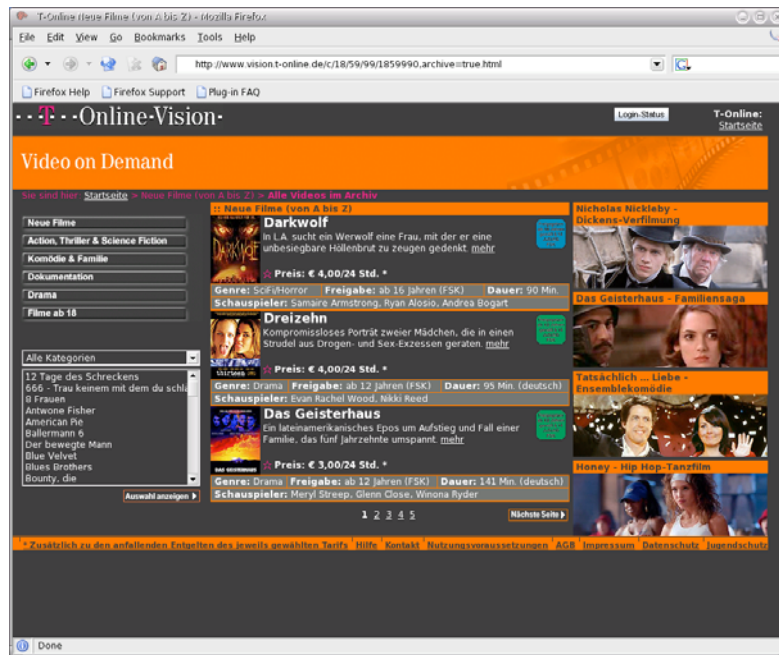 T-Online Neue Filme (von A bis Z) - Mozilla Firefox
File Edit View Go Bookmarks Tools Help
http://www.vision.t-online.de/c/18/59/99/1859990,archive=true.html
Firefox Help Firefox Support Plug-in FAQ
· · · T · · · Online-Vision·
Login-Status
T-Online:
Startseite
Video on Demand
Sie sind hier: Startseite > Neue Filme (von A bis Z) > Alle Videos im Archiv
Neue Filme
Action, Thriller & Science Fiction
Komödie & Familie
Dokumentation
Drama
Filme ab 18
Alle Kategorien
12 Tage des Schreckens
666 - Trau keinem mit dem du schla
8 Frauen
Antwone Fisher
American Pie
Ballermann 6
Der bewegte Mann
Blue Velvet
Blues Brothers
Bounty, die
Auswahl anzeigen
:: Neue Filme (von A bis Z)
DARKWOLF
Darkwolf
In L.A. sucht ein Werwolf eine Frau, mit der er eine
unbesiegbare Höllenbrut zu zeugen gedenkt. mehr
Preis: € 4,00/24 Std. *
Genre: SciFi/Horror Freigabe: ab 16 Jahren (FSK) Dauer: 90 Min.
Schauspieler: Samaire Armstrong, Ryan Alosio, Andrea Bogart
thirteen
Dreizehn
Kompromissloses Porträt zweier Mädchen, die in einen
Strudel aus Drogen- und Sex-Exzessen geraten. mehr
Preis: € 4,00/24 Std. *
Genre: Drama Freigabe: ab 12 Jahren (FSK) Dauer: 95 Min. (deutsch)
Schauspieler: Evan Rachel Wood, Nikki Reed
DAS GEISTERHAUS
Das Geisterhaus
Ein lateinamerikanisches Epos um Aufstieg und Fall einer
Familie, das fünf Jahrzehnte umspannt. mehr
Preis: € 3,00/24 Std. *
Genre: Drama Freigabe: ab 12 Jahren (FSK) Dauer: 141 Min. (deutsch)
Schauspieler: Meryl Streep, Glenn Close, Winona Ryder
1 2 3 4 5
Nächste Seite
Nicholas Nickleby -
Dickens-Verfilmung
Das Geisterhaus - Familiensaga
Tatsächlich ... Liebe -
Ensemblekomödie
Honey - Hip Hop-Tanzfilm
* Zusätzlich zu den anfallenden Entgelten des jeweils gewählten Tarifs Hilfe Kontakt Nutzungsvoraussetzungen AGB Impressum Datenschutz Jugendschutz
Done